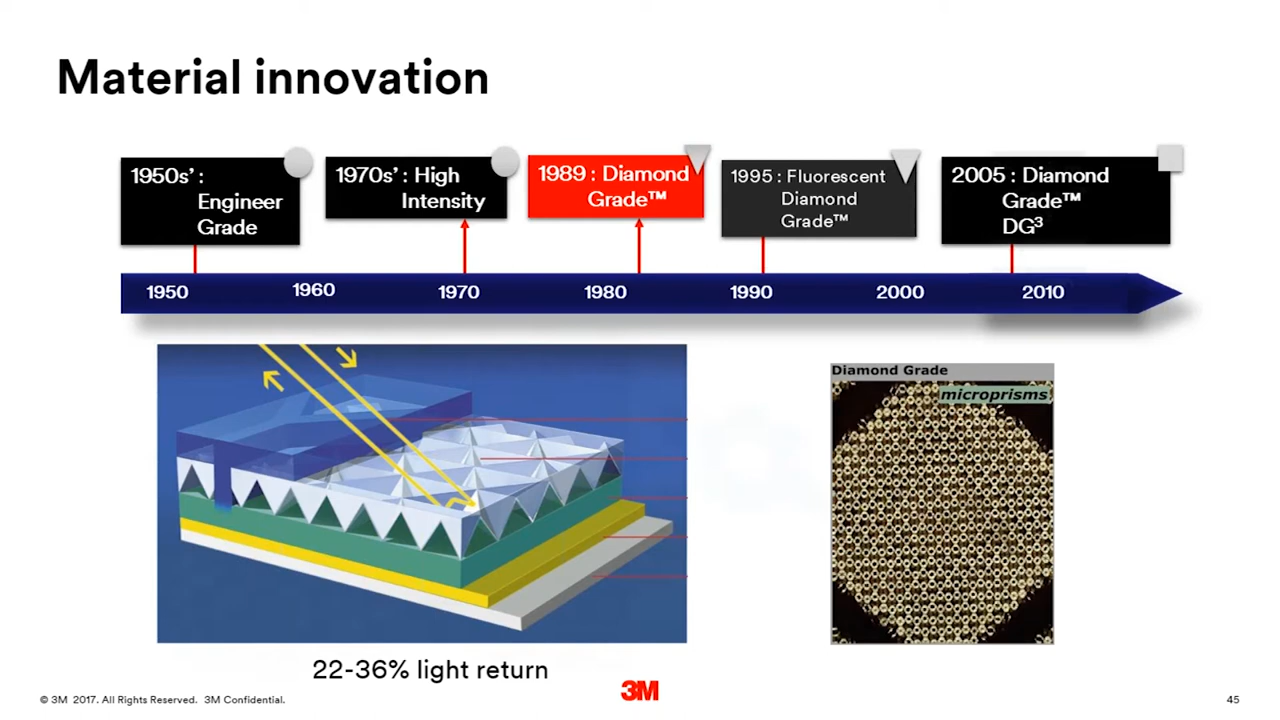 Material innovation
1950s’ :
Engineer
Grade
1970s’ : High
Intensity
1989 : Diamond
Grade™
1995 : Fluorescent
Diamond
Grade™
2005 : Diamond
Grade™
DG³
1950 1960 1970 1980 1990 2000 2010
Diamond Grade
microprisms
22-36% light return
© 3M 2017. All Rights Reserved. 3M Confidential.
3M
45